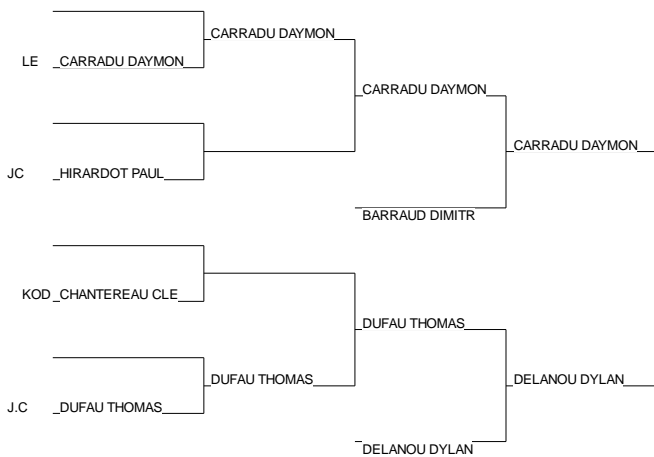 CARRADU DAYMON
LE CARRADU DAYMON
CARRADU DAYMON
CARRADU DAYMON
JC HIRARDOT PAUL
BARRAUD DIMITR
KOD CHANTEREAU CLE
DUFAU THOMAS
DUFAU THOMAS
DELANOU DYLAN
J.C DUFAU THOMAS
DELANOU DYLAN